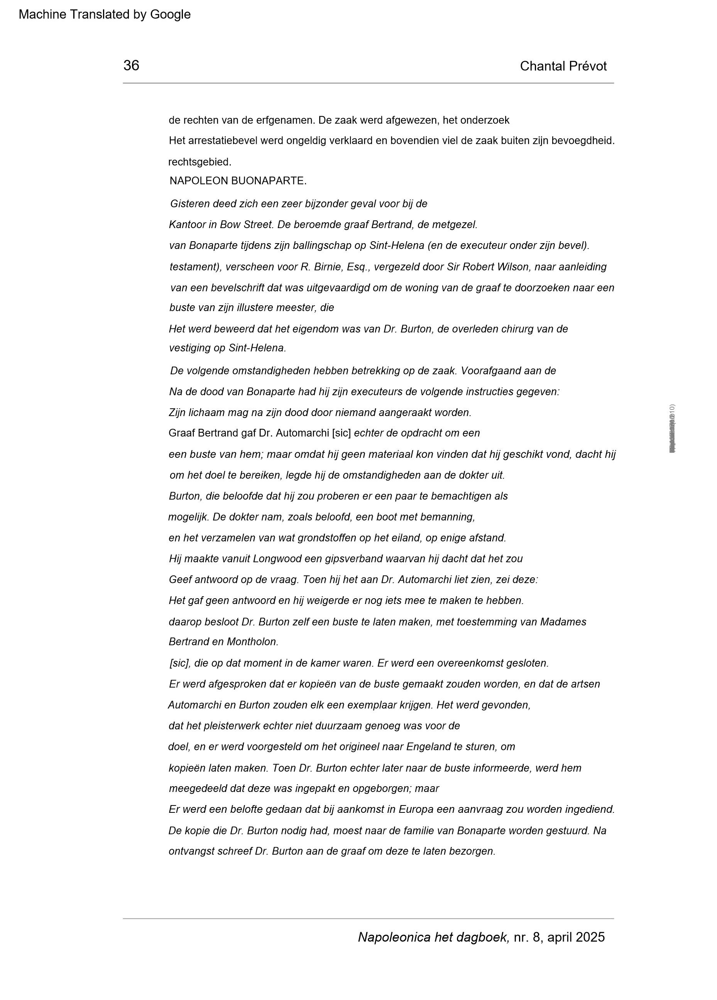 Machine Translated by Google
36
Chantal Prévot
de rechten van de erfgenamen. De zaak werd afgewezen, het onderzoek
Het arrestatiebevel werd ongeldig verklaard en bovendien viel de zaak buiten zijn bevoegdheid.
rechtsgebied.
NAPOLEON BUONAPARTE.
Gisteren deed zich een zeer bijzonder geval voor bij de
Kantoor in Bow Street. De beroemde graaf Bertrand, de metgezel.
van Bonaparte tijdens zijn ballingschap op Sint-Helena (en de executeur onder zijn bevel).
testament), verscheen voor R. Birnie, Esq., vergezeld door Sir Robert Wilson, naar aanleiding
van een bevelschrift dat was uitgevaardigd om de woning van de graaf te doorzoeken naar een
buste van zijn illustere meester, die
Het werd beweerd dat het eigendom was van Dr. Burton, de overleden chirurg van de
vestiging op Sint-Helena.
De volgende omstandigheden hebben betrekking op de zaak. Voorafgaand aan de
Na de dood van Bonaparte had hij zijn executeurs de volgende instructies gegeven:
Zijn lichaam mag na zijn dood door niemand aangeraakt worden.
Graaf Bertrand gaf Dr. Automarchi [sic] echter de opdracht om een
een buste van hem; maar omdat hij geen materiaal kon vinden dat hij geschikt vond, dacht hij
om het doel te bereiken, legde hij de omstandigheden aan de dokter uit.
Burton, die beloofde dat hij zou proberen er een paar te bemachtigen als
mogelijk. De dokter nam, zoals beloofd, een boot met bemanning,
en het verzamelen van wat grondstoffen op het eiland, op enige afstand.
Hij maakte vanuit Longwood een gipsverband waarvan hij dacht dat het zou
Geef antwoord op de vraag. Toen hij het aan Dr. Automarchi liet zien, zei deze:
Het gaf geen antwoord en hij weigerde er nog iets mee te maken te hebben.
daarop besloot Dr. Burton zelf een buste te laten maken, met toestemming van Madames
Bertrand en Montholon.
[sic], die op dat moment in de kamer waren. Er werd een overeenkomst gesloten.
Er werd afgesproken dat er kopieën van de buste gemaakt zouden worden, en dat de artsen
Automarchi en Burton zouden elk een exemplaar krijgen. Het werd gevonden,
dat het pleisterwerk echter niet duurzaam genoeg was voor de
doel, en er werd voorgesteld om het origineel naar Engeland te sturen, om
kopieën laten maken. Toen Dr. Burton echter later naar de buste informeerde, werd hem
meegedeeld dat deze was ingepakt en opgeborgen; maar
Er werd een belofte gedaan dat bij aankomst in Europa een aanvraag zou worden ingediend.
De kopie die Dr. Burton nodig had, moest naar de familie van Bonaparte worden gestuurd. Na
ontvangst schreef Dr. Burton aan de graaf om deze te laten bezorgen.
Napoleonica het dagboek, nr. 8, april 2025